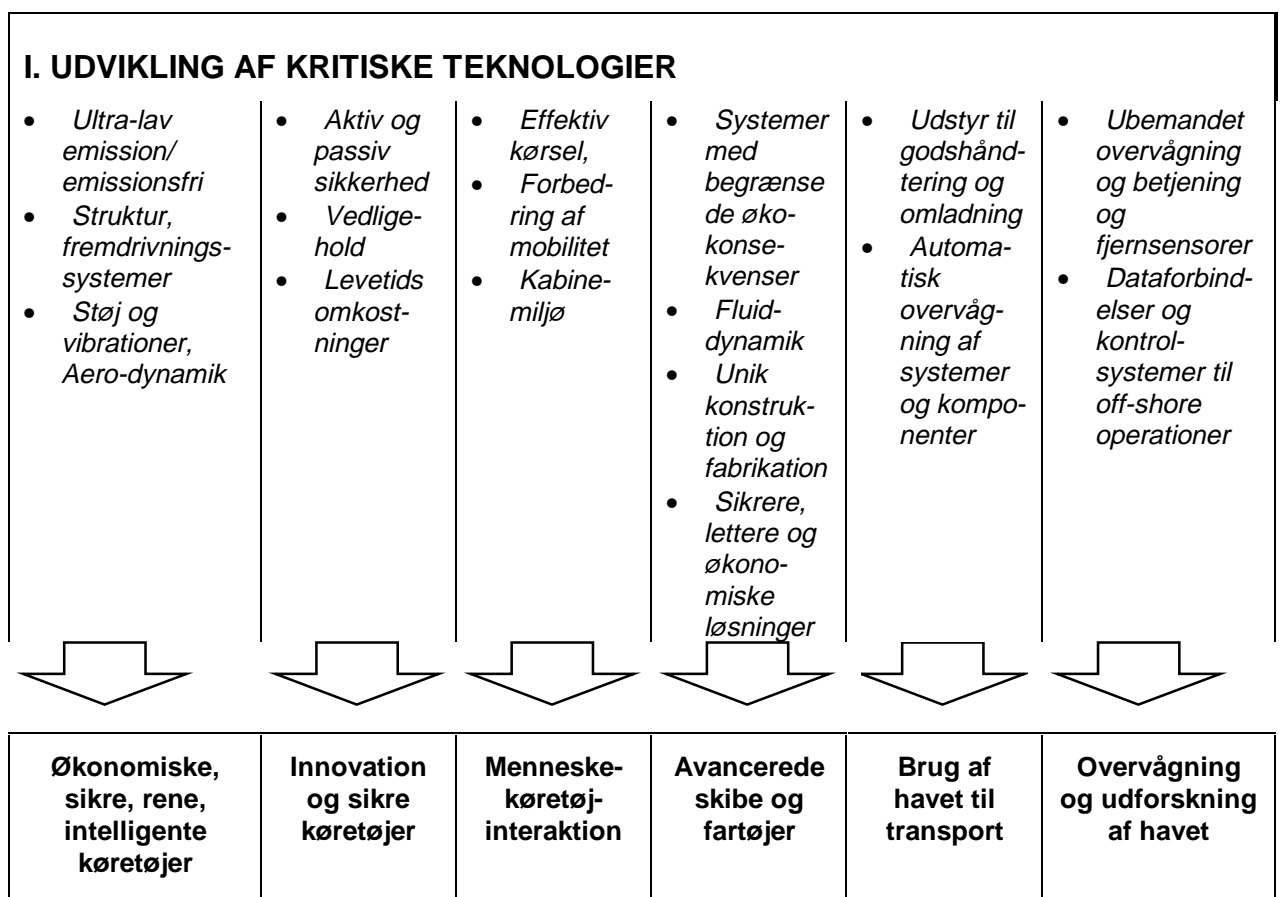 I. UDVIKLING AF KRITISKE TEKNOLOGIER
• Ultra-lav
emission/
emissionsfri
• Struktur,
fremdrivnings-
systemer
• Støj og
vibrationer,
Aero-dynamik
• Aktiv og
passiv
sikkerhed
• Vedlige-
hold
• Levetids
omkost-
ninger
• Effektiv
kørsel,
• Forbed-
ring af
mobilitet
• Kabine-
miljø
• Systemer
med
begrænse
de øko-
konse-
kvenser
• Fluid-
dynamik
• Unik
konstruk-
tion og
fabrikation
• Sikrere,
lettere og
økono-
miske
løsninger
• Udstyr til
godshånd-
tering og
omladning
• Automa-
tisk
overvåg-
ning af
systemer
og kompo-
nenter
• Ubemandet
overvågning
og betjening
og
fjernsensorer
• Dataforbind-
elser og
kontrol-
systemer til
off-shore
operationer
Økonomiske,
sikre, rene,
intelligente
køretøjer
Innovation
og sikre
køretøjer
Menneske-
køretøj-
interaktion
Avancerede
skibe og
fartøjer
Brug af
havet til
transport
Overvågning
og udforskning
af havet